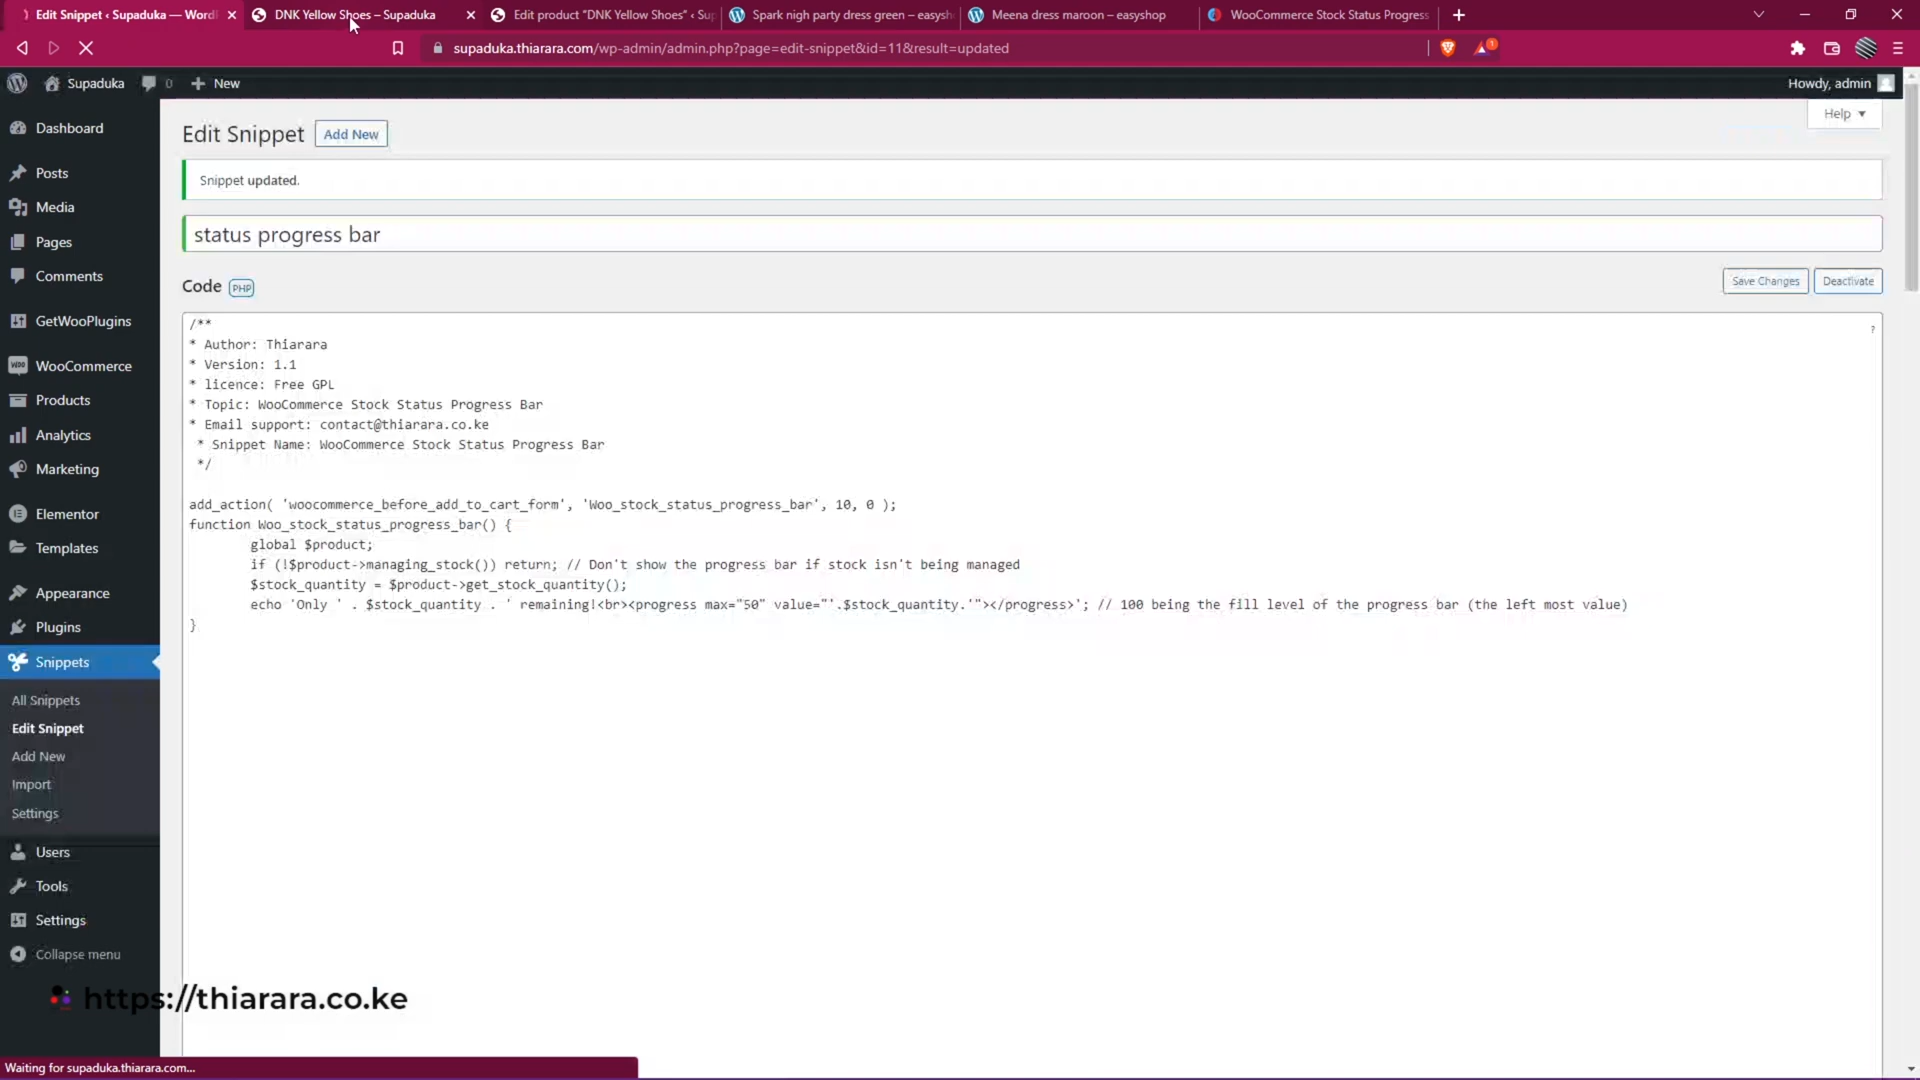 Edit Snippet ‹ Supaduka — Word
DNK Yellow Shoes – Supaduka
Edit product “DNK Yellow Shoes” ‹ Sup
Spark nigh party dress green – easysh
Meena dress maroon – easyshop
WooCommerce Stock Status Progress
supaduka.thiarara.com/wp-admin/admin.php?page=edit-snippet&id=11&result=updated
1
Supaduka
0
New
Howdy, admin
Dashboard
Posts
Media
Pages
Comments
GetWooPlugins
WooCommerce
Products
Analytics
Marketing
Elementor
Templates
Appearance
Plugins
Snippets
All Snippets
Edit Snippet
Add New
Import
Settings
Users
Tools
Settings
Collapse menu
Help
Edit Snippet
Add New
Snippet updated.
status progress bar
Code
PHP
Save Changes
Deactivate
?
/**
* Author: Thiarara
* Version: 1.1
* licence: Free GPL
* Topic: WooCommerce Stock Status Progress Bar
* Email support: contact@thiarara.co.ke
* Snippet Name: WooCommerce Stock Status Progress Bar
*/
add_action( 'woocommerce_before_add_to_cart_form', 'Woo_stock_status_progress_bar', 10, 0 );
function Woo_stock_status_progress_bar() {
global $product;
if (!$product->managing_stock()) return; // Don't show the progress bar if stock isn't being managed
$stock_quantity = $product->get_stock_quantity();
echo 'Only ' . $stock_quantity . ' remaining!<br><progress max="50" value="'.$stock_quantity.'"></progress>'; // 100 being the fill level of the progress bar (the left most value)
}
https://thiarara.co.ke
Waiting for supaduka.thiarara.com...